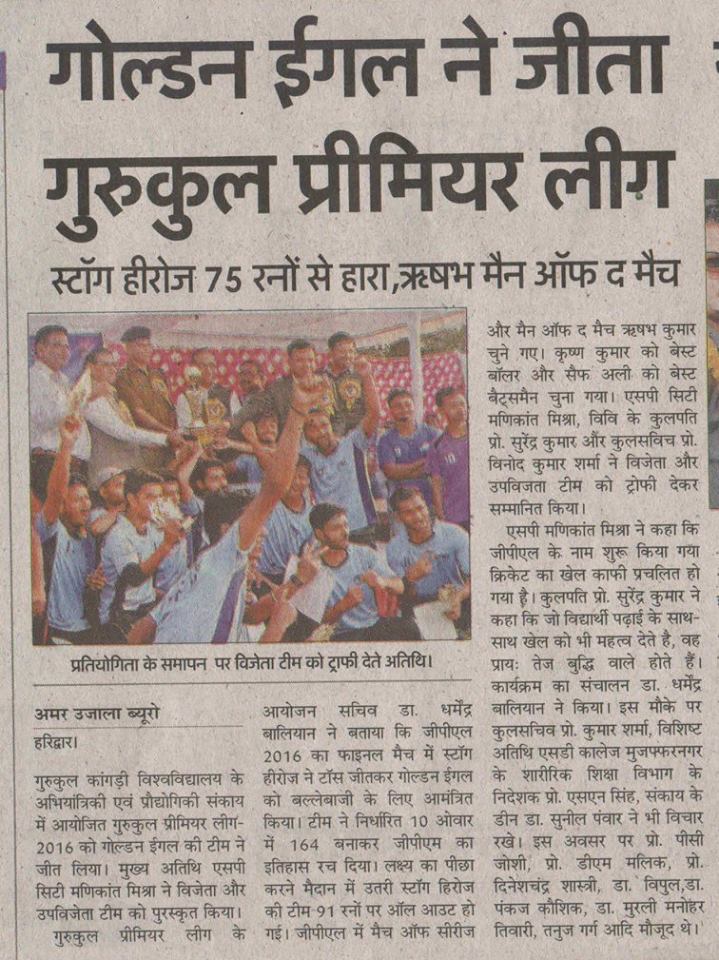 गोल्डन ईगल ने जीता
गुरुकुल प्रीमियर लीग
स्टॉग हीरोज 75 रनों से हारा,ऋषभ मैन ऑफ द मैच
प्रतियोगिता के समापन पर विजेता टीम को ट्राफी देते अतिथि।
अमर उजाला ब्यूरो
हरिद्वार।
गुरुकुल कांगड़ी विश्वविद्यालय के
अभियांत्रिकी एवं प्रौद्योगिकी संकाय
में आयोजित गुरुकुल प्रीमियर लीग-
2016 को गोल्डन ईगल की टीम ने
जीत लिया। मुख्य अतिथि एसपी
सिटी मणिकांत मिश्रा ने विजेता और
उपविजेता टीम को पुरस्कृत किया।
गुरुकुल प्रीमियर लीग के
आयोजन सचिव डा. धर्मेंद्र
बालियान ने बताया कि जीपीएल
2016 का फाइनल मैच में स्टॉग
हीरोज ने टॉस जीतकर गोल्डन ईगल
को बल्लेबाजी के लिए आमंत्रित
किया। टीम ने निर्धारित 10 ओवार
में 164 बनाकर जीपीएम का
इतिहास रच दिया। लक्ष्य का पीछा
करने मैदान में उतरी स्टॉग हिरोज
की टीम 91 रनों पर ऑल आउट हो
गई। जीपीएल में मैच ऑफ सीरीज
और मैन ऑफ द मैच ऋषभ कुमार
चुने गए। कृष्ण कुमार को बेस्ट
बॉलर और सैफ अली को बेस्ट
बैट्समैन चुना गया। एसपी सिटी
मणिकांत मिश्रा, विवि के कुलपति
प्रो. सुरेंद्र कुमार और कुलसविच प्रो.
विनोद कुमार शर्मा ने विजेता और
उपविजता टीम को ट्रोफी देकर
सम्मानित किया।
एसपी मणिकांत मिश्रा ने कहा कि
जीपीएल के नाम शुरू किया गया
क्रिकेट का खेल काफी प्रचलित हो
गया है। कुलपति प्रो. सुरेंद्र कुमार ने
कहा कि जो विद्यार्थी पढ़ाई के साथ-
साथ खेल को भी महत्व देते है, वह
प्रायः तेज बुद्धि वाले होते हैं।
कार्यक्रम का संचालन डा. धर्मेंद्र
बालियान ने किया। इस मौके पर
कुलसचिव प्रो. कुमार शर्मा, विशिष्ट
अतिथि एसडी कालेज मुजफ्फरनगर
के शारीरिक शिक्षा विभाग के
निदेशक प्रो. एसएन सिंह, संकाय के
डीन डा. सुनील पंवार ने भी विचार
रखे। इस अवसर पर प्रो. पीसी
जोशी, प्रो. डीएम मलिक, प्रो.
दिनेशचंद्र शास्त्री, डा. विपुल,डा.
पंकज कौशिक, डा. मुरली मनोहर
तिवारी, तनुज गर्ग आदि मौजूद थे।